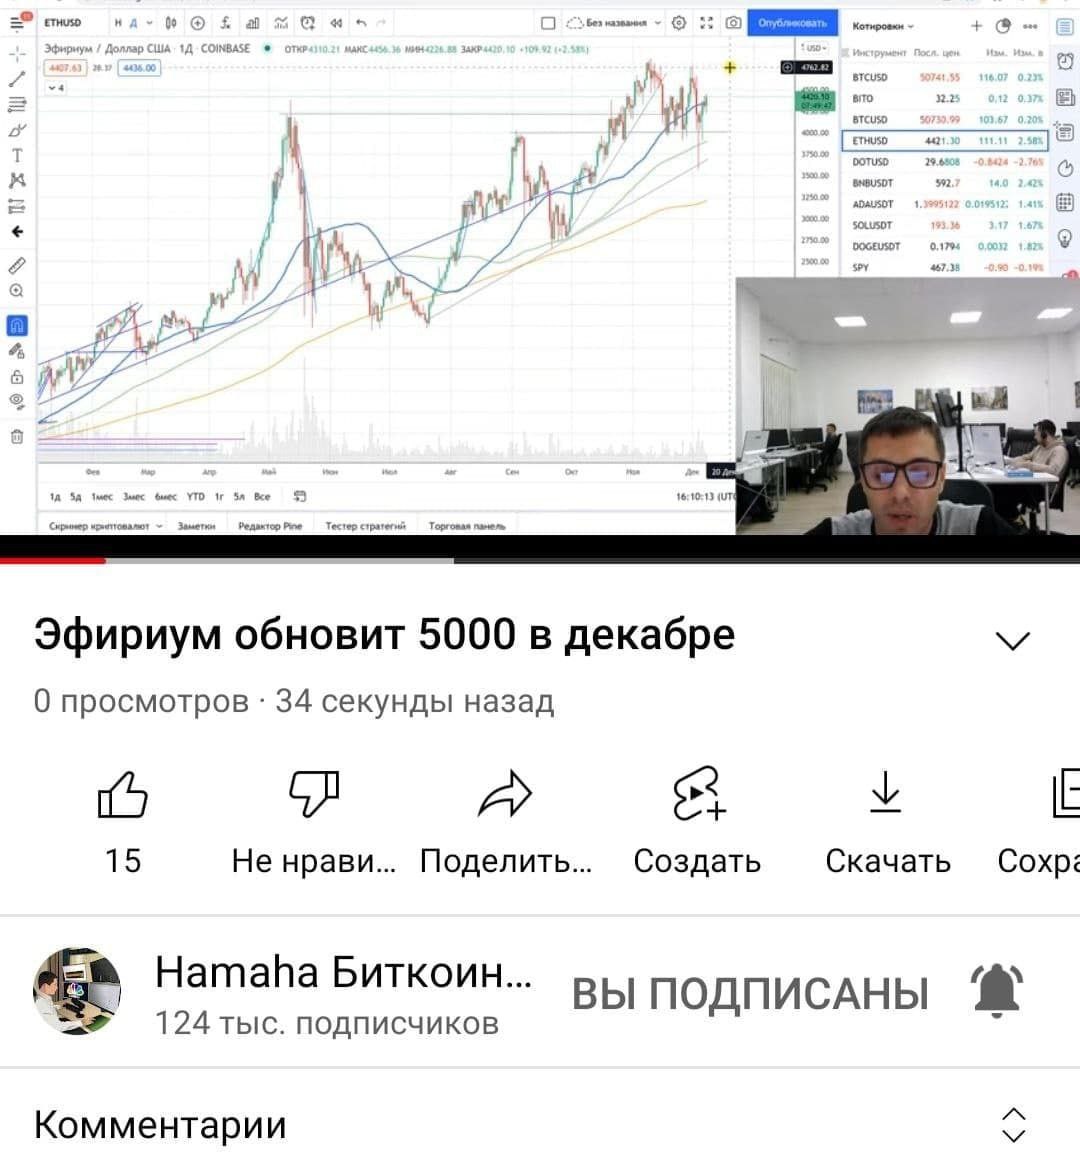 ETHUSD Н Д Без названия Опубликовать
Эфириум / Доллар США 1Д COINBASE ОТКР4310.21 МАКС4456.36 МИН4226.88 ЗАКР4420.10 +109.92 (+2.58%)
4407.63 28.37 4436.00
4
USD
4762.82
4420.10
07:49:47
4000.00
3750.00
3500.00
3250.00
3000.00
2750.00
2500.00
Фев Мар Апр Май Июн Июл Авг Сен Окт Ноя Дек 20 Де
1д 5д 1мес 3мес 6мес YTD 1г 5л Все
16:10:13 (UTC
Скринер криптовалют Заметки Редактор Pine Тестер стратегий Торговая панель
Котировки
Инструмент Посл. цен Изм. Изм. в
BTCUSD 50741.55 116.07 0.23%
BITO 32.25 0.12 0.37%
BTCUSD 50730.99 103.67 0.20%
ETHUSD 4421.30 111.11 2.58%
DOTUSD 29.6808 -0.8424 -2.76%
BNBUSDT 592.7 14.0 2.42%
ADAUSDT 1.3995122 0.019512 1.41%
SOLUSDT 193.36 3.17 1.67%
DOGEUSDT 0.1794 0.0032 1.82%
SPY 467.38 -0.90 -0.19%
Эфириум обновит 5000 в декабре
0 просмотров · 34 секунды назад
15 Не нрави... Поделить... Создать Скачать Сохра
Hamaha Биткоин...
124 тыс. подписчиков
ВЫ ПОДПИСАНЫ
Комментарии